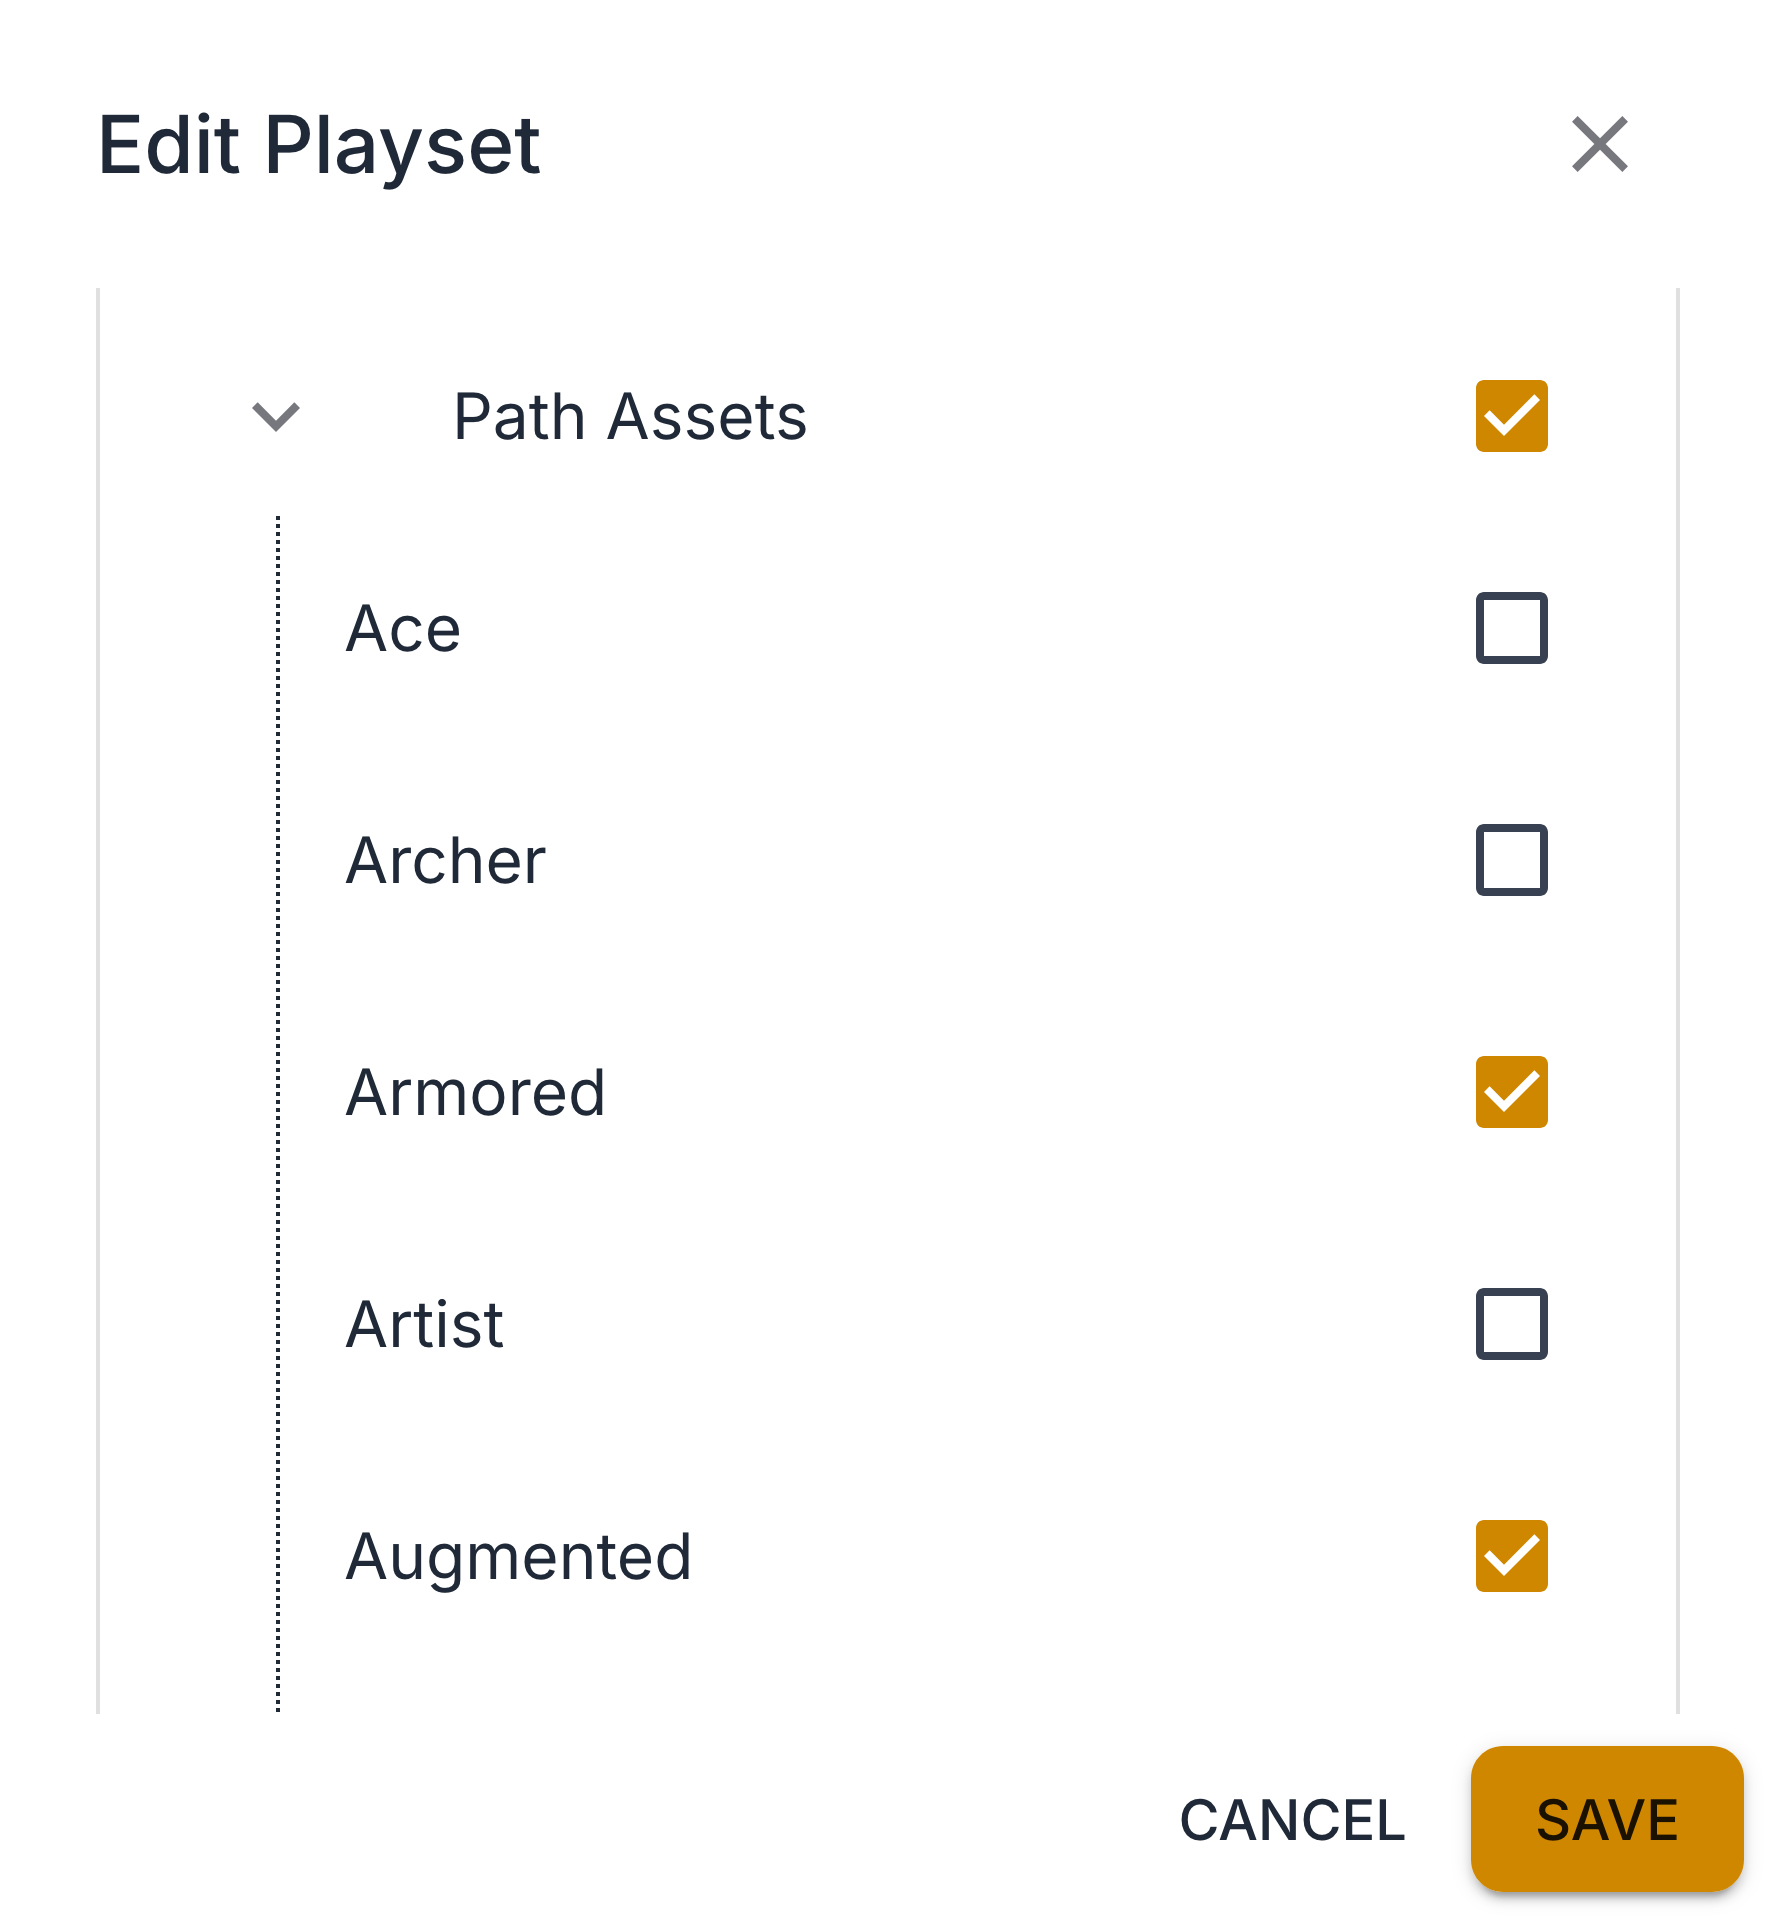 Edit Playset
Path Assets
Ace
Archer
Armored
Artist
Augmented
CANCEL SAVE